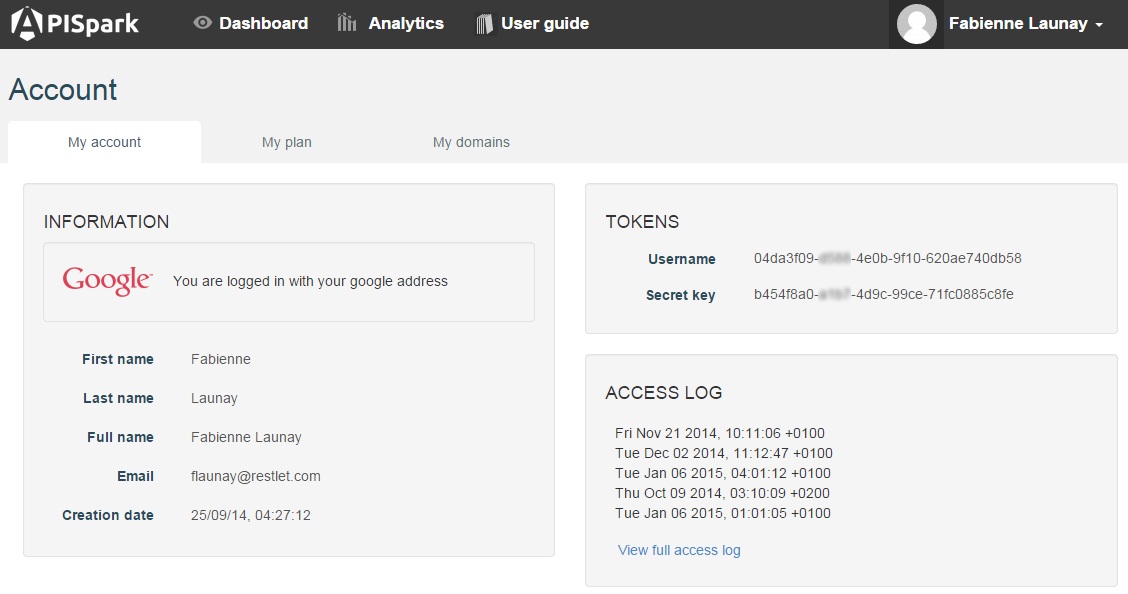 APISpark Dashboard Analytics User guide Fabienne Launay
Account
My account My plan My domains
INFORMATION
Google™ You are logged in with your google address
First name Fabienne
Last name Launay
Full name Fabienne Launay
Email flaunay@restlet.com
Creation date 25/09/14, 04:27:12
TOKENS
Username 04da3f09- -4e0b-9f10-620ae740db58
Secret key b454f8a0- -4d9c-99ce-71fc0885c8fe
ACCESS LOG
Fri Nov 21 2014, 10:11:06 +0100
Tue Dec 02 2014, 11:12:47 +0100
Tue Jan 06 2015, 04:01:12 +0100
Thu Oct 09 2014, 03:10:09 +0200
Tue Jan 06 2015, 01:01:05 +0100
View full access log